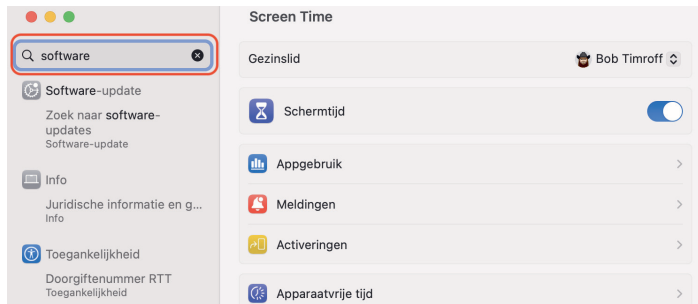 software
Software-update
Zoek naar software-
updates
Software-update
Info
Juridische informatie en g...
Info
Toegankelijkheid
Doorgiftenummer RTT
Toegankelijkheid
Screen Time
Gezinslid
Bob Timroff
Schermtijd
Appgebruik
Meldingen
Activeringen
Apparaatvrije tijd